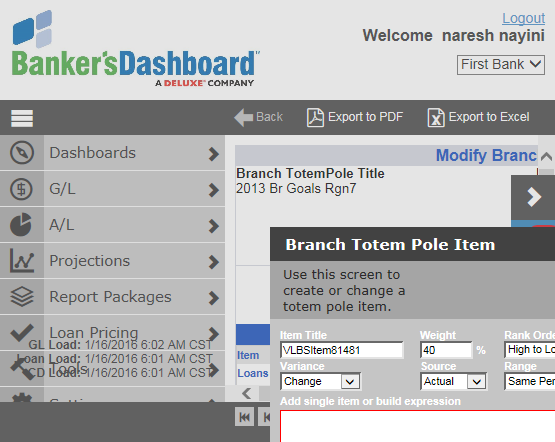 Logout
Welcome naresh nayini
Banker'sDashboard™
A DELUXE® COMPANY
First Bank
Back
Export to PDF
Export to Excel
Dashboards
G/L
A/L
Projections
Report Packages
Loan Pricing
Tools
GL Load: 1/16/2016 6:02 AM CST
Loan Load: 1/16/2016 6:01 AM CST
CD Load: 1/16/2016 6:01 AM CST
Modify Branc
Branch TotemPole Title
2013 Br Goals Rgn7
Item
Loans
Branch Totem Pole Item
Use this screen to
create or change a
totem pole item.
Item Title Weight Rank Orde
VLBSItem81481 40 % High to Lo
Variance Source Range
Change Actual Same Per
Add single item or build expression